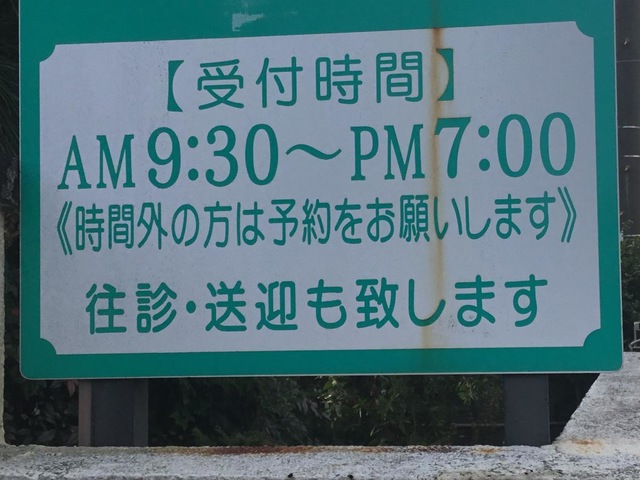 【受付時間】
AM9:30〜PM7:00
《時間外の方は予約をお願いします》
往診・送迎も致します